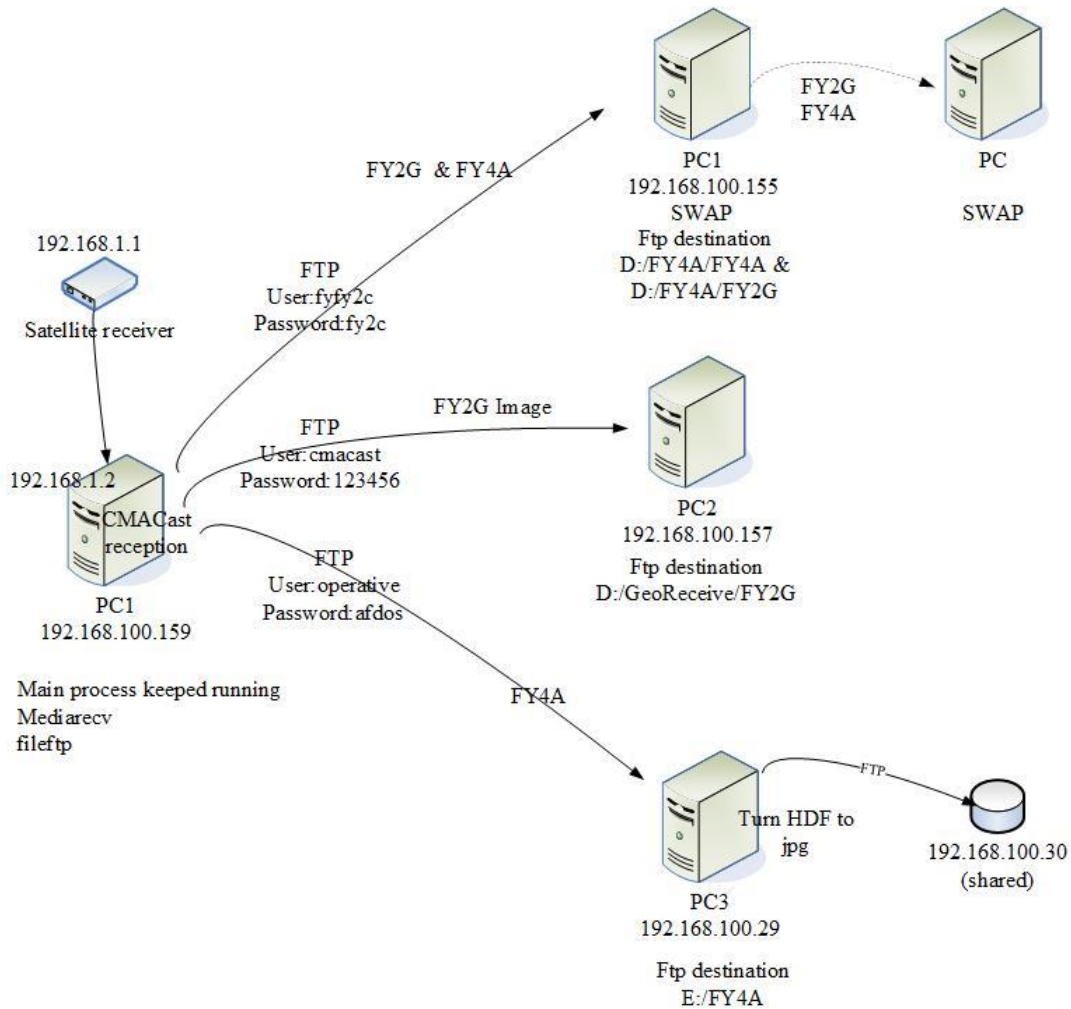 FY2G
FY4A
PC1
192.168.100.155
SWAP
Ftp destination
D:/FY4A/FY4A &
D:/FY4A/FY2G
PC
SWAP
FY2G & FY4A
192.168.1.1
Satellite receiver
FTP
User:fyfy2c
Password:fy2c
FY2G Image
FTP
User:cmacast
Password:123456
PC2
192.168.100.157
Ftp destination
D:/GeoReceive/FY2G
192.168.1.2
CMACast
reception
PC1
192.168.100.159
FTP
User:operative
Password:afdos
Main process keeped running
Mediarecv
fileftp
FY4A
FTP
Turn HDF to
jpg
192.168.100.30
(shared)
PC3
192.168.100.29
Ftp destination
E:/FY4A